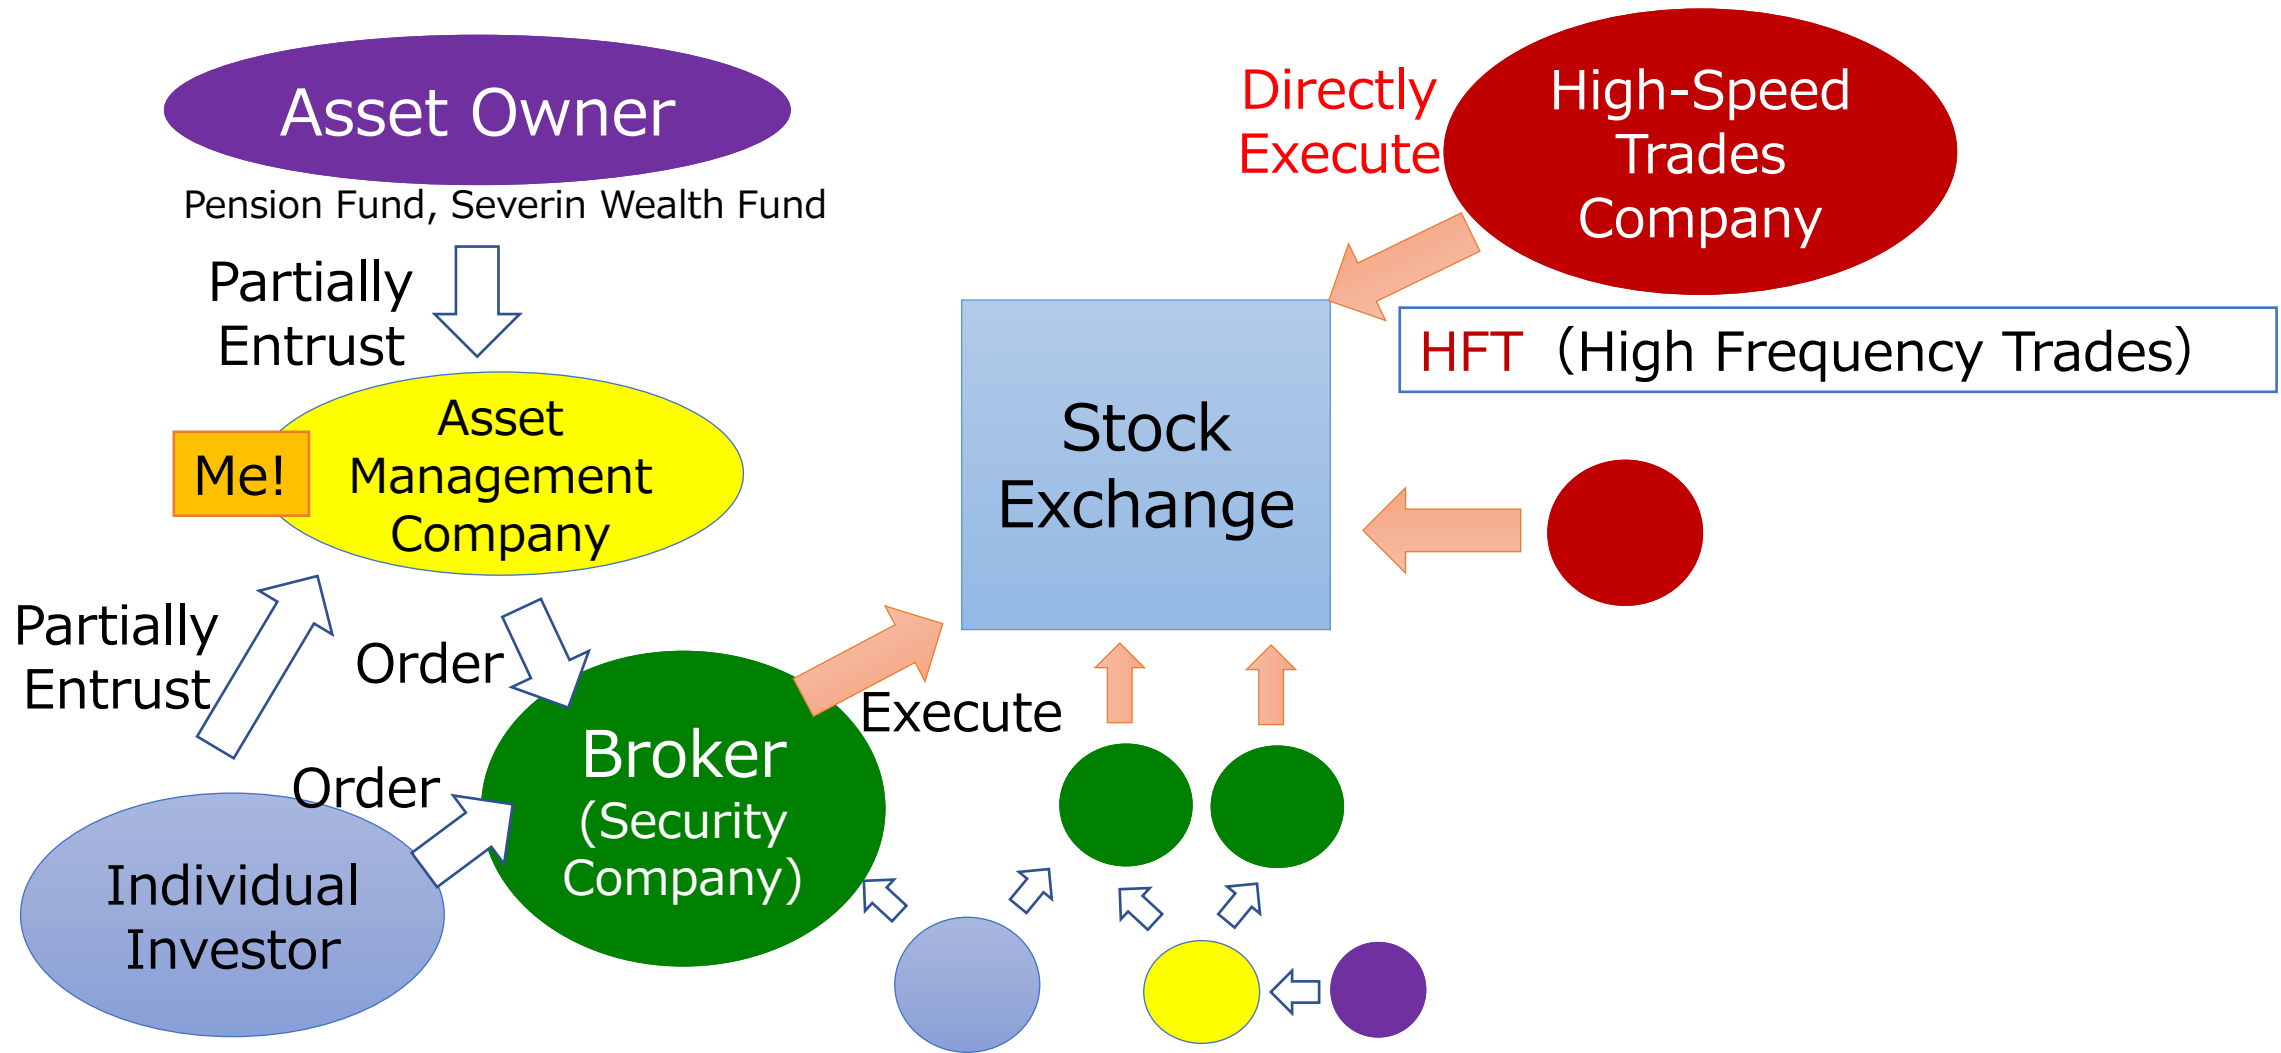 Asset Owner
Pension Fund, Severin Wealth Fund
Partially
Entrust
Asset
Management
Company
Me!
Partially
Entrust
Order
Order
Individual
Investor
Broker
(Security
Company)
Execute
Stock
Exchange
Directly
Execute
High-Speed
Trades
Company
HFT（High Frequency Trades）